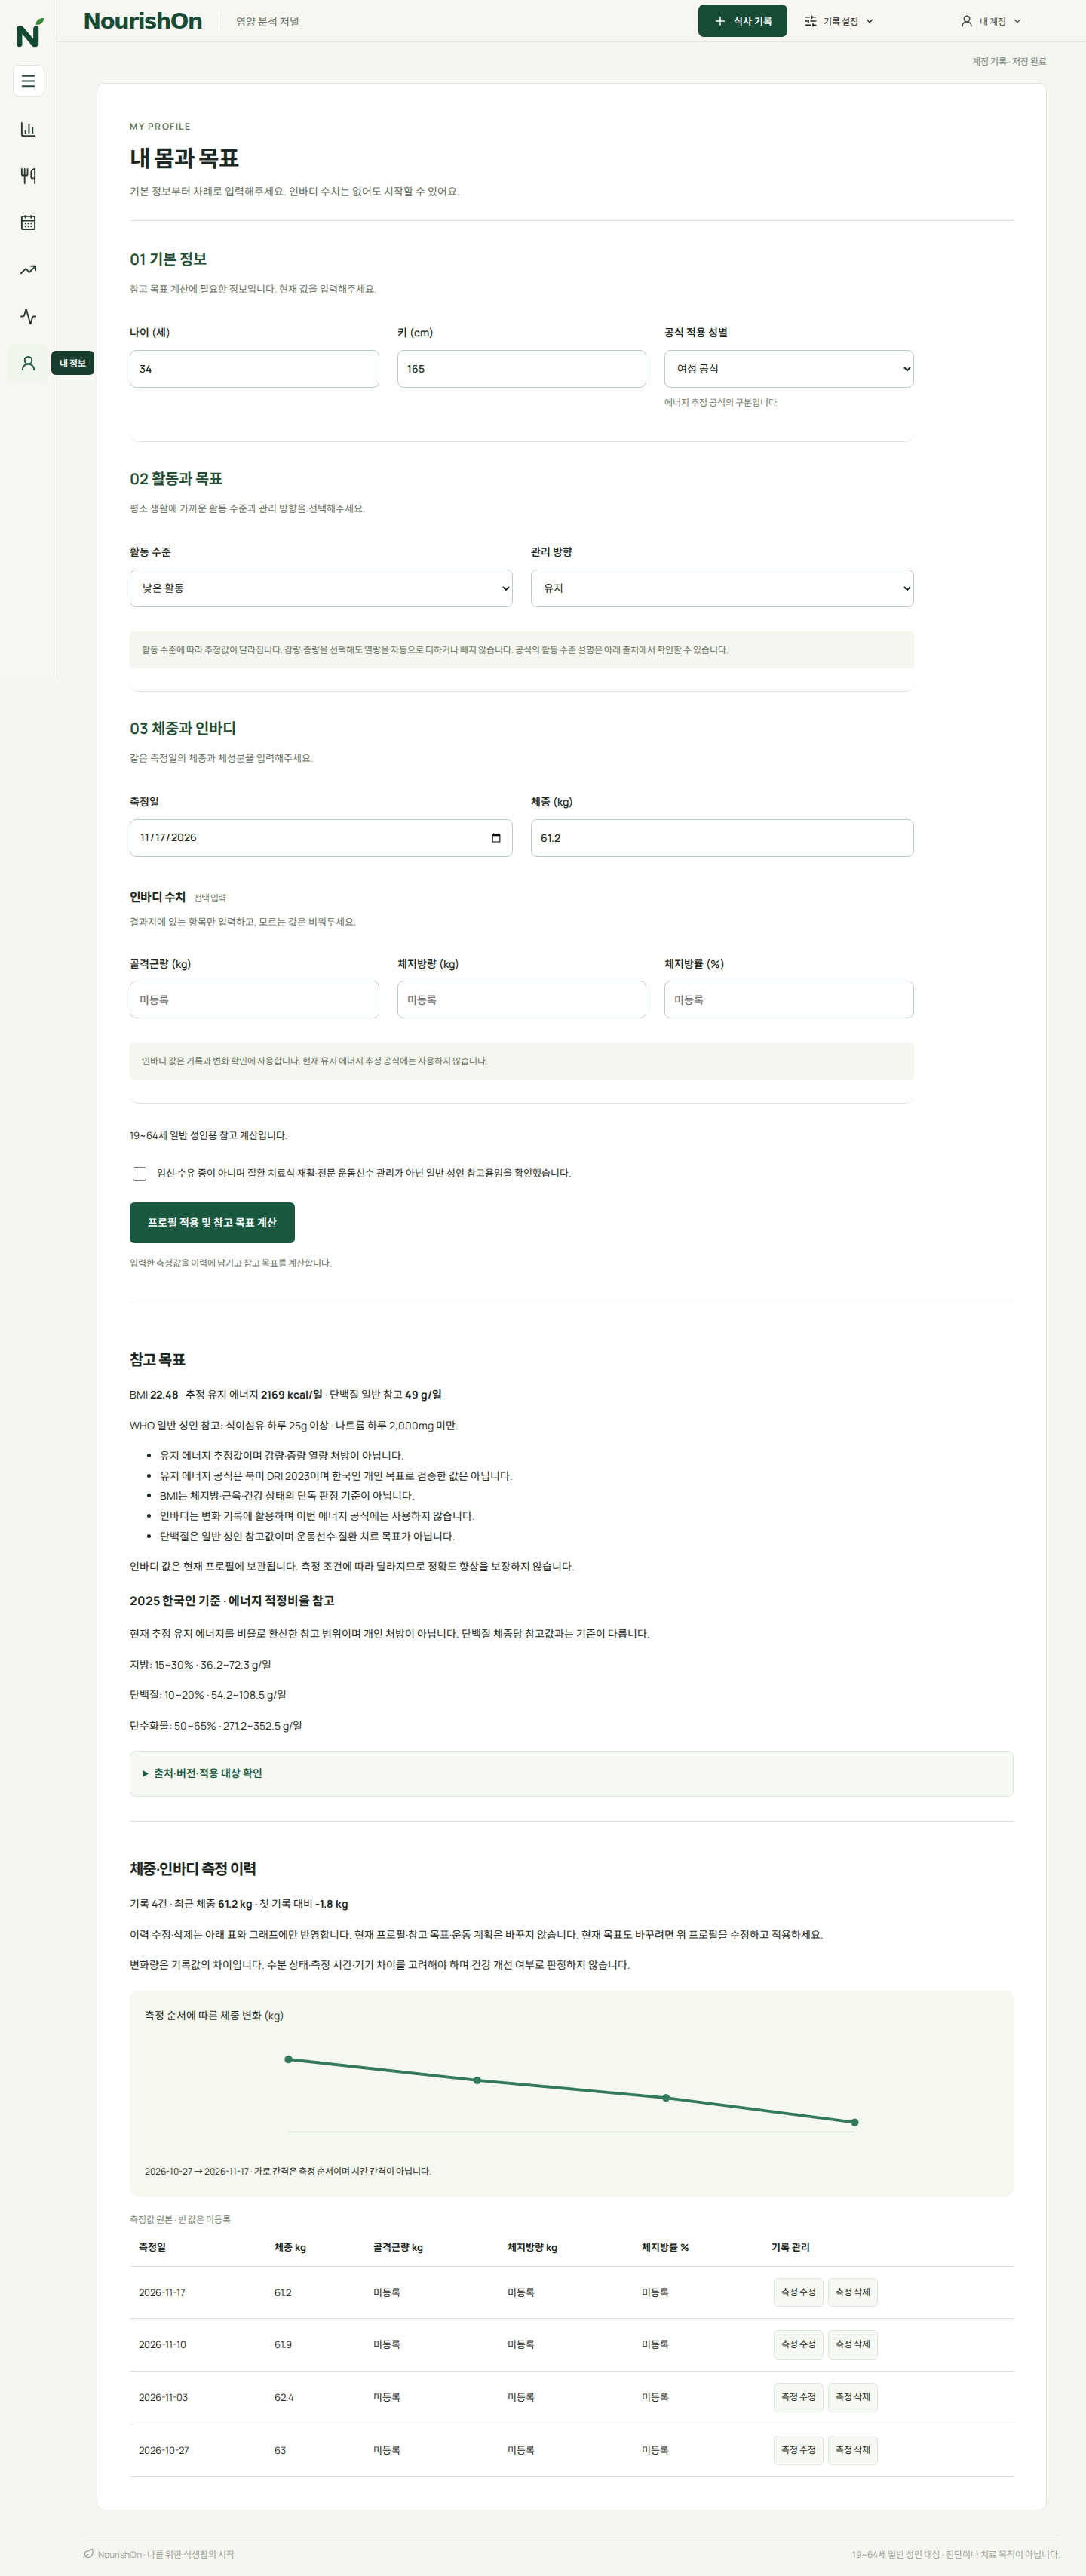 NourishOn
영양 분석 저널
식사 기록
기록 설정
내 계정
계정 기록 · 저장 완료
내 정보
MY PROFILE
내 몸과 목표
기본 정보부터 차례로 입력해주세요. 인바디 수치는 없어도 시작할 수 있어요.
01 기본 정보
참고 목표 계산에 필요한 정보입니다. 현재 값을 입력해주세요.
나이 (세) 키 (cm) 공식 적용 성별
34 165 여성 공식
에너지 추정 공식의 구분입니다.
02 활동과 목표
평소 생활에 가까운 활동 수준과 관리 방향을 선택해주세요.
활동 수준 관리 방향
낮은 활동 유지
활동 수준에 따라 추정값이 달라집니다. 감량·증량을 선택해도 열량을 자동으로 더하거나 빼지 않습니다. 공식의 활동 수준 설명은 아래 출처에서 확인할 수 있습니다.
03 체중과 인바디
같은 측정일의 체중과 체성분을 입력해주세요.
측정일 체중 (kg)
11/17/2026 61.2
인바디 수치 선택 입력
결과지에 있는 항목만 입력하고, 모르는 값은 비워두세요.
골격근량 (kg) 체지방량 (kg) 체지방률 (%)
미등록 미등록 미등록
인바디 값은 기록과 변화 확인에 사용합니다. 현재 유지 에너지 추정 공식에는 사용하지 않습니다.
19~64세 일반 성인용 참고 계산입니다.
임신·수유 중이 아니며 질환 치료식·재활·전문 운동선수 관리가 아닌 일반 성인 참고용임을 확인했습니다.
프로필 적용 및 참고 목표 계산
입력한 측정값을 이력에 남기고 참고 목표를 계산합니다.
참고 목표
BMI 22.48 · 추정 유지 에너지 2169 kcal/일 · 단백질 일반 참고 49 g/일
WHO 일반 성인 참고: 식이섬유 하루 25g 이상 · 나트륨 하루 2,000mg 미만.
• 유지 에너지 추정값이며 감량·증량 열량 처방이 아닙니다.
• 유지 에너지 공식은 북미 DRI 2023이며 한국인 개인 목표로 검증한 값은 아닙니다.
• BMI는 체지방·근육·건강 상태의 단독 판정 기준이 아닙니다.
• 인바디는 변화 기록에 활용하며 이번 에너지 공식에는 사용하지 않습니다.
• 단백질은 일반 성인 참고값이며 운동선수·질환 치료 목표가 아닙니다.
인바디 값은 현재 프로필에 보관됩니다. 측정 조건에 따라 달라지므로 정확도 향상을 보장하지 않습니다.
2025 한국인 기준 · 에너지 적정비율 참고
현재 추정 유지 에너지를 비율로 환산한 참고 범위이며 개인 처방이 아닙니다. 단백질 체중당 참고값과는 기준이 다릅니다.
지방: 15~30% · 36.2~72.3 g/일
단백질: 10~20% · 54.2~108.5 g/일
탄수화물: 50~65% · 271.2~352.5 g/일
▶ 출처·버전·적용 대상 확인
체중·인바디 측정 이력
기록 4건 · 최근 체중 61.2 kg · 첫 기록 대비 -1.8 kg
이력 수정·삭제는 아래 표와 그래프에만 반영합니다. 현재 프로필·참고 목표·운동 계획은 바꾸지 않습니다. 현재 목표도 바꾸려면 위 프로필을 수정하고 적용하세요.
변화량은 기록값의 차이입니다. 수분 상태·측정 시간·기기 차이를 고려해야 하며 건강 개선 여부로 판정하지 않습니다.
측정 순서에 따른 체중 변화 (kg)
2026-10-27 → 2026-11-17 · 가로 간격은 측정 순서이며 시간 간격이 아닙니다.
측정값 원본 · 빈 값은 미등록
측정일 체중 kg 골격근량 kg 체지방량 kg 체지방률 % 기록 관리
2026-11-17 61.2 미등록 미등록 미등록 측정 수정 측정 삭제
2026-11-10 61.9 미등록 미등록 미등록 측정 수정 측정 삭제
2026-11-03 62.4 미등록 미등록 미등록 측정 수정 측정 삭제
2026-10-27 63 미등록 미등록 미등록 측정 수정 측정 삭제
NourishOn · 나를 위한 식생활의 시작
19~64세 일반 성인 대상 · 진단이나 치료 목적이 아닙니다.